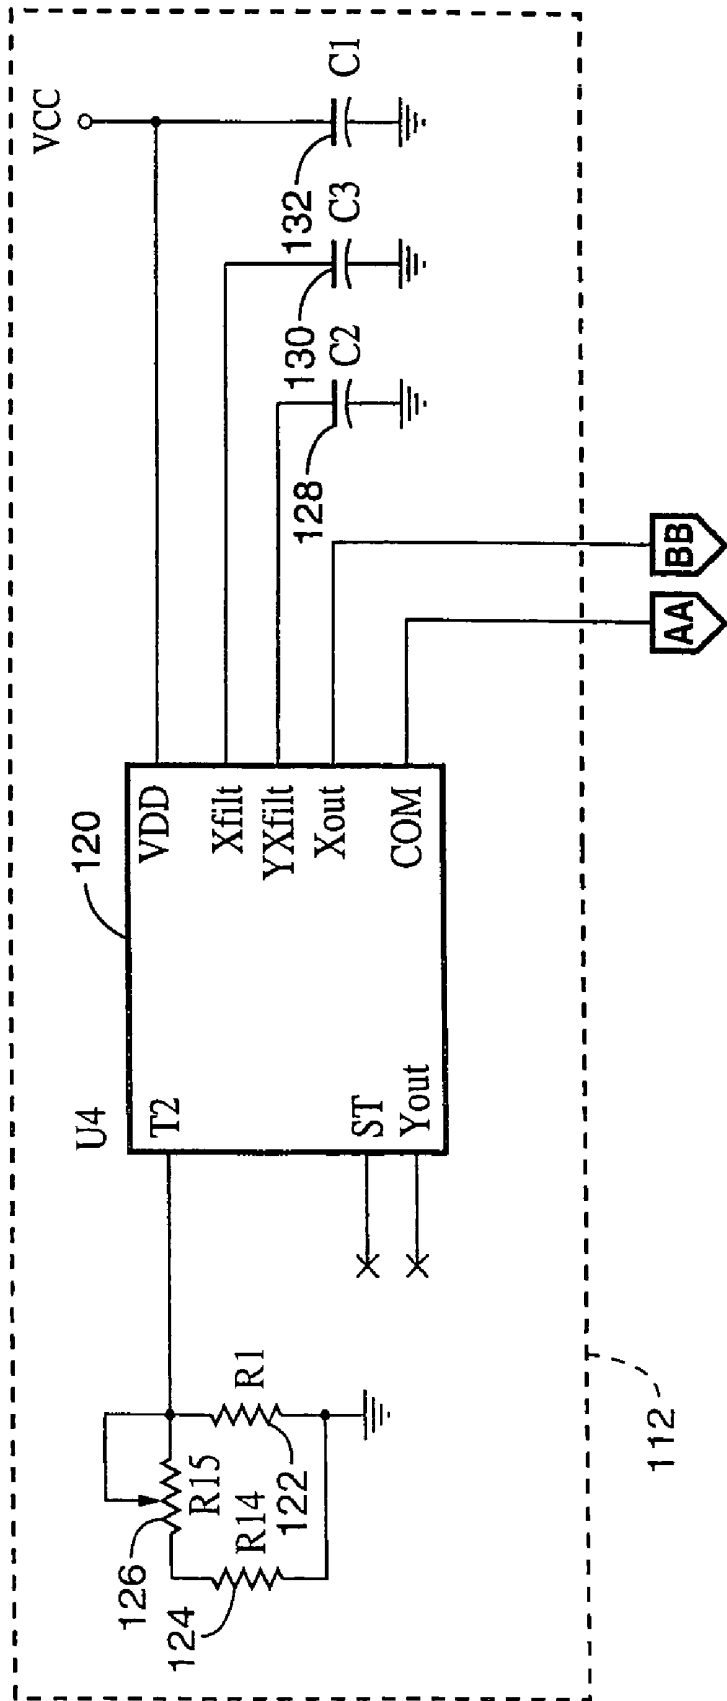 VCC
C1
132
C3
130
C2
128
BB
AA
120
U4
VDD
Xfilt
YXfilt
Xout
COM
T2
ST
Yout
R1
122
R15
126
R14
124
112